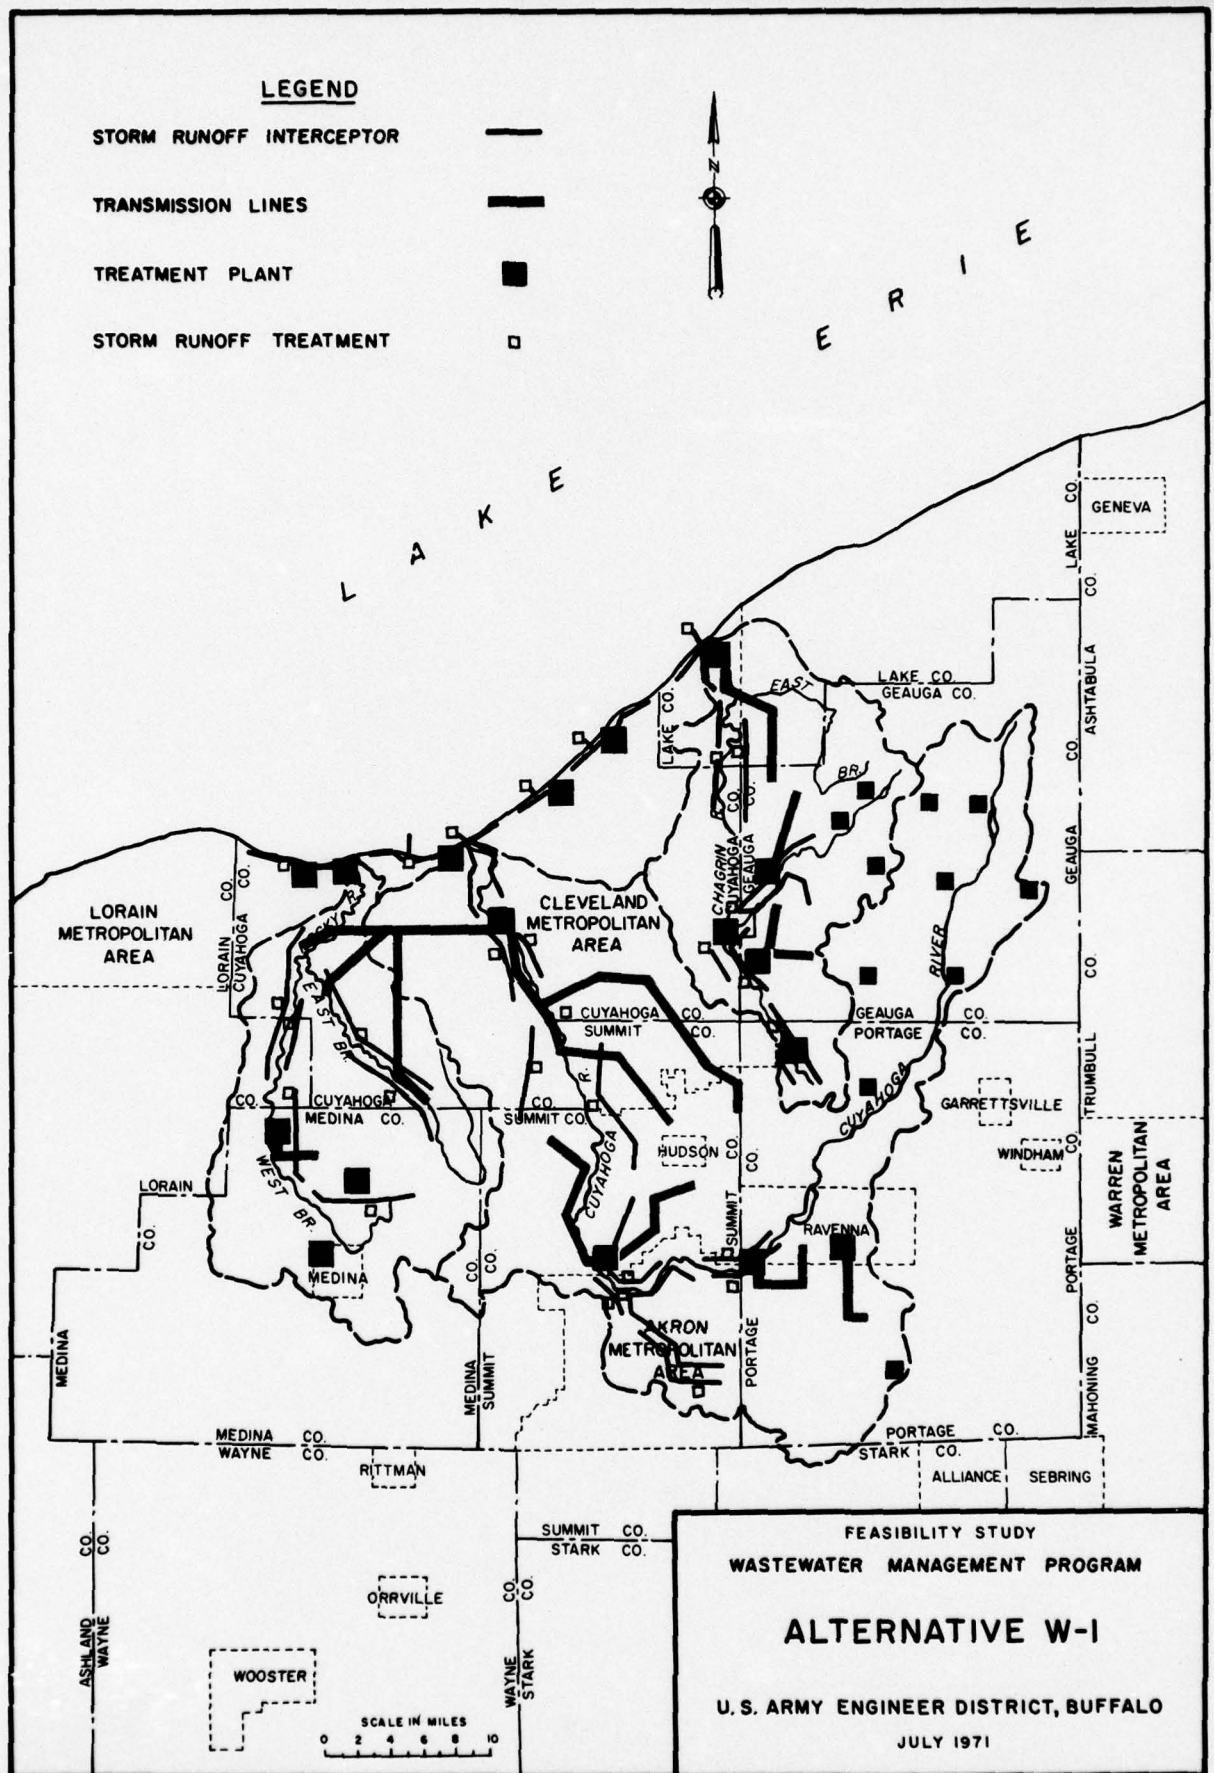 LEGEND
STORM RUNOFF INTERCEPTOR
TRANSMISSION LINES
TREATMENT PLANT
STORM RUNOFF TREATMENT
N
LAKE ERIE
GENEVA
LAKE CO.
ASHTABULA CO.
LAKE CO.
GEAUGA CO.
LAKE CO.
EAST BR.
CHAGRIN R.
CUYAHOGA CO.
GEAUGA CO.
GEAUGA CO.
TRUMBULL CO.
LORAIN
METROPOLITAN
AREA
LORAIN CO.
CUYAHOGA CO.
ROCKY R.
CLEVELAND
METROPOLITAN
AREA
EAST BR.
CUYAHOGA CO.
SUMMIT CO.
GEAUGA CO.
PORTAGE CO.
CUYAHOGA RIVER
CO. CUYAHOGA CO.
MEDINA CO.
SUMMIT CO.
CUYAHOGA R.
HUDSON
GARRETTSVILLE
WINDHAM
WARREN
METROPOLITAN
AREA
LORAIN CO.
WEST BR.
MEDINA
SUMMIT CO.
PORTAGE CO.
RAVENNA
AKRON
METROPOLITAN
AREA
MEDINA
MEDINA CO.
SUMMIT CO.
PORTAGE CO.
MAHONING CO.
MEDINA CO.
WAYNE CO.
PORTAGE CO.
STARK CO.
RITTMAN
ALLIANCE
SEBRING
SUMMIT CO.
STARK CO.
ASHLAND CO.
WAYNE CO.
ORRVILLE
WOOSTER
WAYNE CO.
STARK CO.
SCALE IN MILES
0 2 4 6 8 10
FEASIBILITY STUDY
WASTEWATER MANAGEMENT PROGRAM
ALTERNATIVE W-1
U.S. ARMY ENGINEER DISTRICT, BUFFALO
JULY 1971